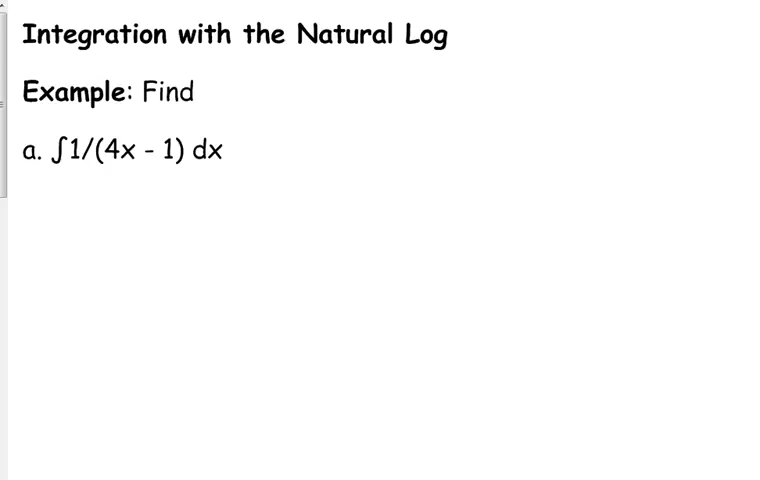 Integration with the Natural Log
Example: Find
a. ∫1/(4x - 1) dx